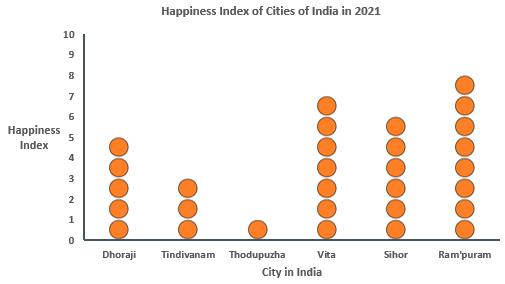 Happiness Index of Cities of India in 2021
10
9
8
7
6
5
4
3
2
1
0
Happiness
Index
Dhoraji Tindivanam Thodupuzha Vita Sihor Ram'puram
City in India